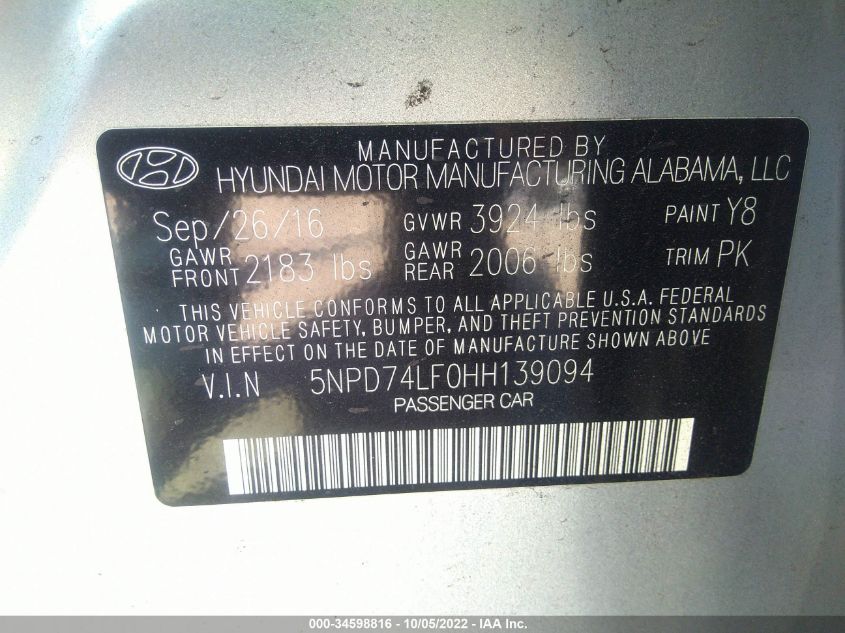 MANUFACTURED BY
HYUNDAI MOTOR MANUFACTURING ALABAMA, LLC
Sep/26/16 GVWR 3924 lbs PAINT Y8
GAWR FRONT 2183 lbs GAWR REAR 2006 lbs TRIM PK
THIS VEHICLE CONFORMS TO ALL APPLICABLE U.S.A. FEDERAL
MOTOR VEHICLE SAFETY, BUMPER, AND THEFT PREVENTION STANDARDS
IN EFFECT ON THE DATE OF MANUFACTURE SHOWN ABOVE
V.I.N 5NPD74LF0HH139094
PASSENGER CAR
000-34598816 - 10/05/2022 - IAA Inc.